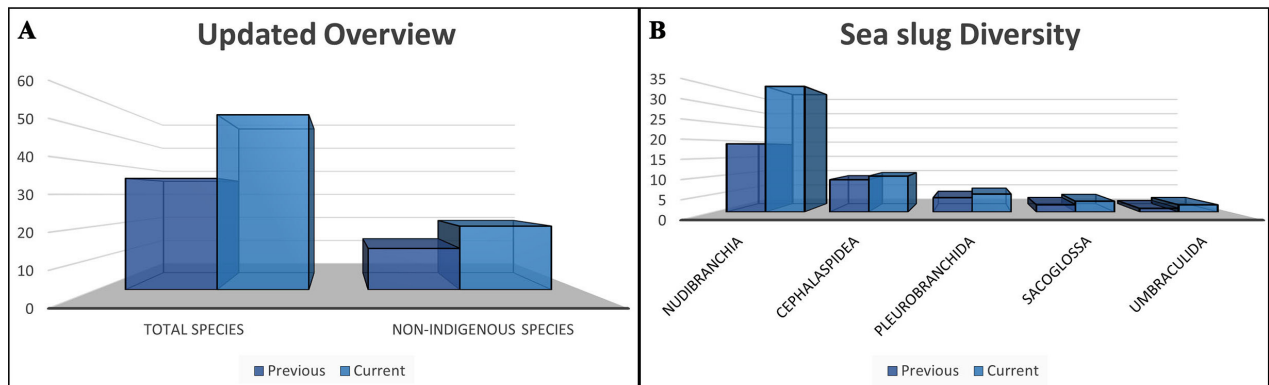 A
Updated Overview
60
50
40
30
20
10
0
TOTAL SPECIES
NON-INDIGENOUS SPECIES
Previous
Current
B
Sea slug Diversity
35
30
25
20
15
10
5
0
NUDIBRANCHIA
CEPHALASPIDEA
PLEUROBRANCHIDA
SACOGLOSSA
UMBRACULIDA
Previous
Current